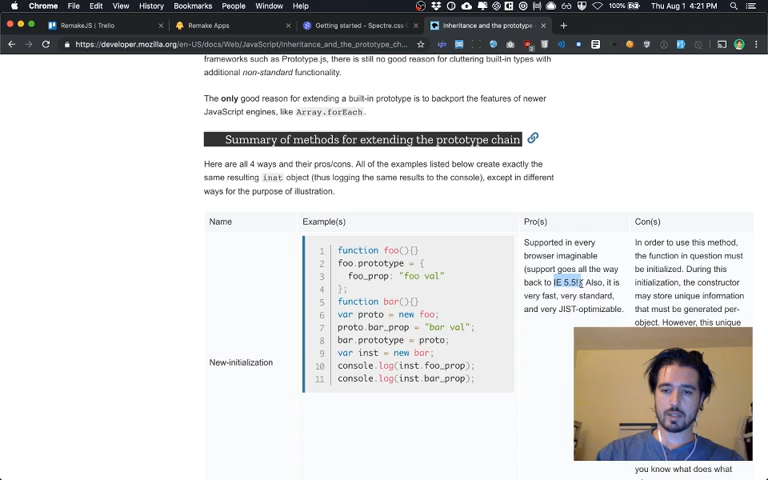 Chrome File Edit View History Bookmarks People Window Help
100% Thu Aug 1 4:21 PM
RemakeJS | Trello
Remake Apps
Getting started - Spectre.css
Inheritance and the prototype
https://developer.mozilla.org/en-US/docs/Web/JavaScript/Inheritance_and_the_prototype_ch...
frameworks such as Prototype.js, there is still no good reason for cluttering built-in types with
additional non-standard functionality.
The only good reason for extending a built-in prototype is to backport the features of newer
JavaScript engines, like Array.forEach.
Summary of methods for extending the prototype chain
Here are all 4 ways and their pros/cons. All of the examples listed below create exactly the
same resulting inst object (thus logging the same results to the console), except in different
ways for the purpose of illustration.
Name Example(s) Pro(s) Con(s)
New-initialization
1 function foo(){}
2 foo.prototype = {
3 foo_prop: "foo val"
4 };
5 function bar(){}
6 var proto = new foo;
7 proto.bar_prop = "bar val";
8 bar.prototype = proto;
9 var inst = new bar;
10 console.log(inst.foo_prop);
11 console.log(inst.bar_prop);
Supported in every
browser imaginable
(support goes all the way
back to IE 5.5!). Also, it is
very fast, very standard,
and very JIST-optimizable.
In order to use this method,
the function in question must
be initialized. During this
initialization, the constructor
may store unique information
that must be generated per-
object. However, this unique
you know what does what